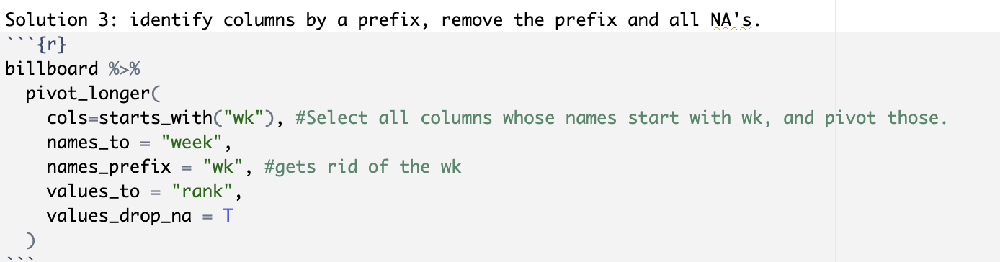 Solution 3: identify columns by a prefix, remove the prefix and all NA's.
```{r}
billboard %>%
  pivot_longer(
    cols=starts_with("wk"), #Select all columns whose names start with wk, and pivot those.
    names_to = "week",
    names_prefix = "wk", #gets rid of the wk
    values_to = "rank",
    values_drop_na = T
  )
```